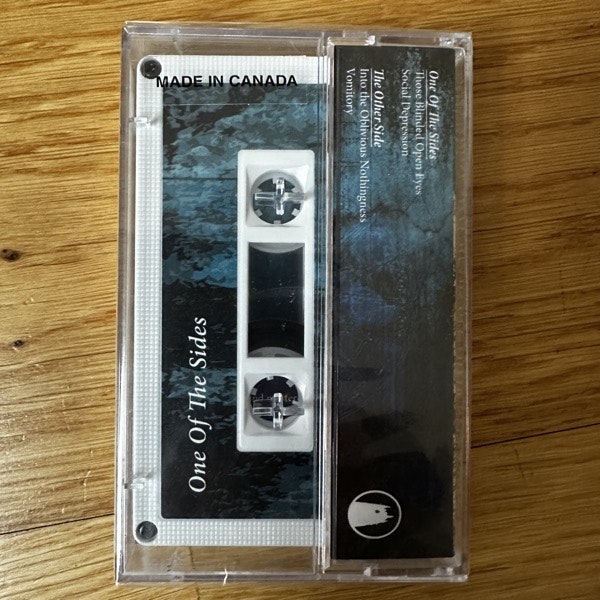 MADE IN CANADA
One Of The Sides
One Of The Sides
Those Blinded Open Eyes
Social Depression
The Other Side
Into the Oblivious Nothingness
Vomitory